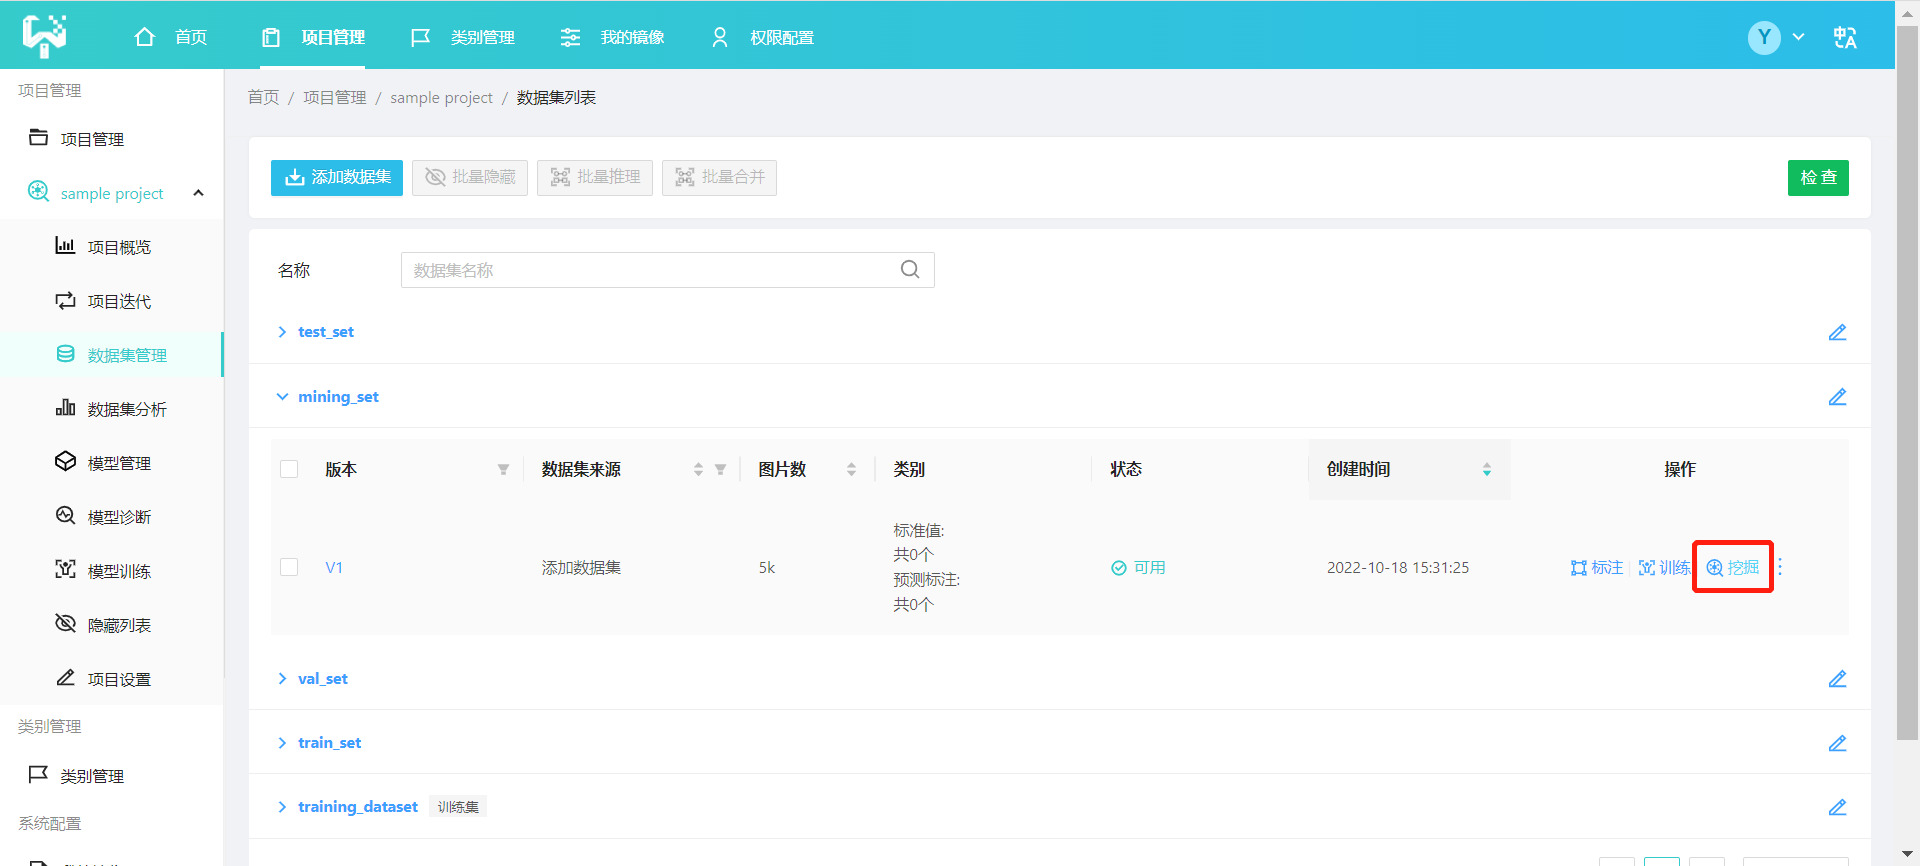 首页
项目管理
类别管理
我的镜像
权限配置
Y
项目管理
项目管理
sample project
项目概览
项目迭代
数据集管理
数据集分析
模型管理
模型诊断
模型训练
隐藏列表
项目设置
类别管理
类别管理
系统配置
首页 / 项目管理 / sample project / 数据集列表
添加数据集
批量隐藏
批量推理
批量合并
检 查
名称
数据集名称
test_set
mining_set
版本
数据集来源
图片数
类别
状态
创建时间
操作
V1
添加数据集
5k
标准值:
共0个
预测标注:
共0个
可用
2022-10-18 15:31:25
标注
训练
挖掘
val_set
train_set
training_dataset
训练集